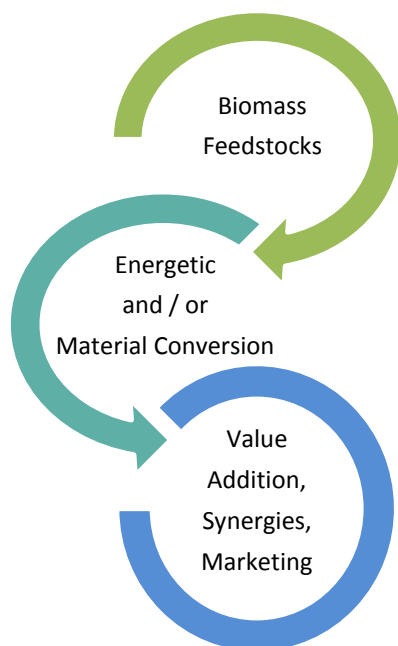 Biomass
Feedstocks
Energetic
and / or
Material Conversion
Value
Addition,
Synergies,
Marketing